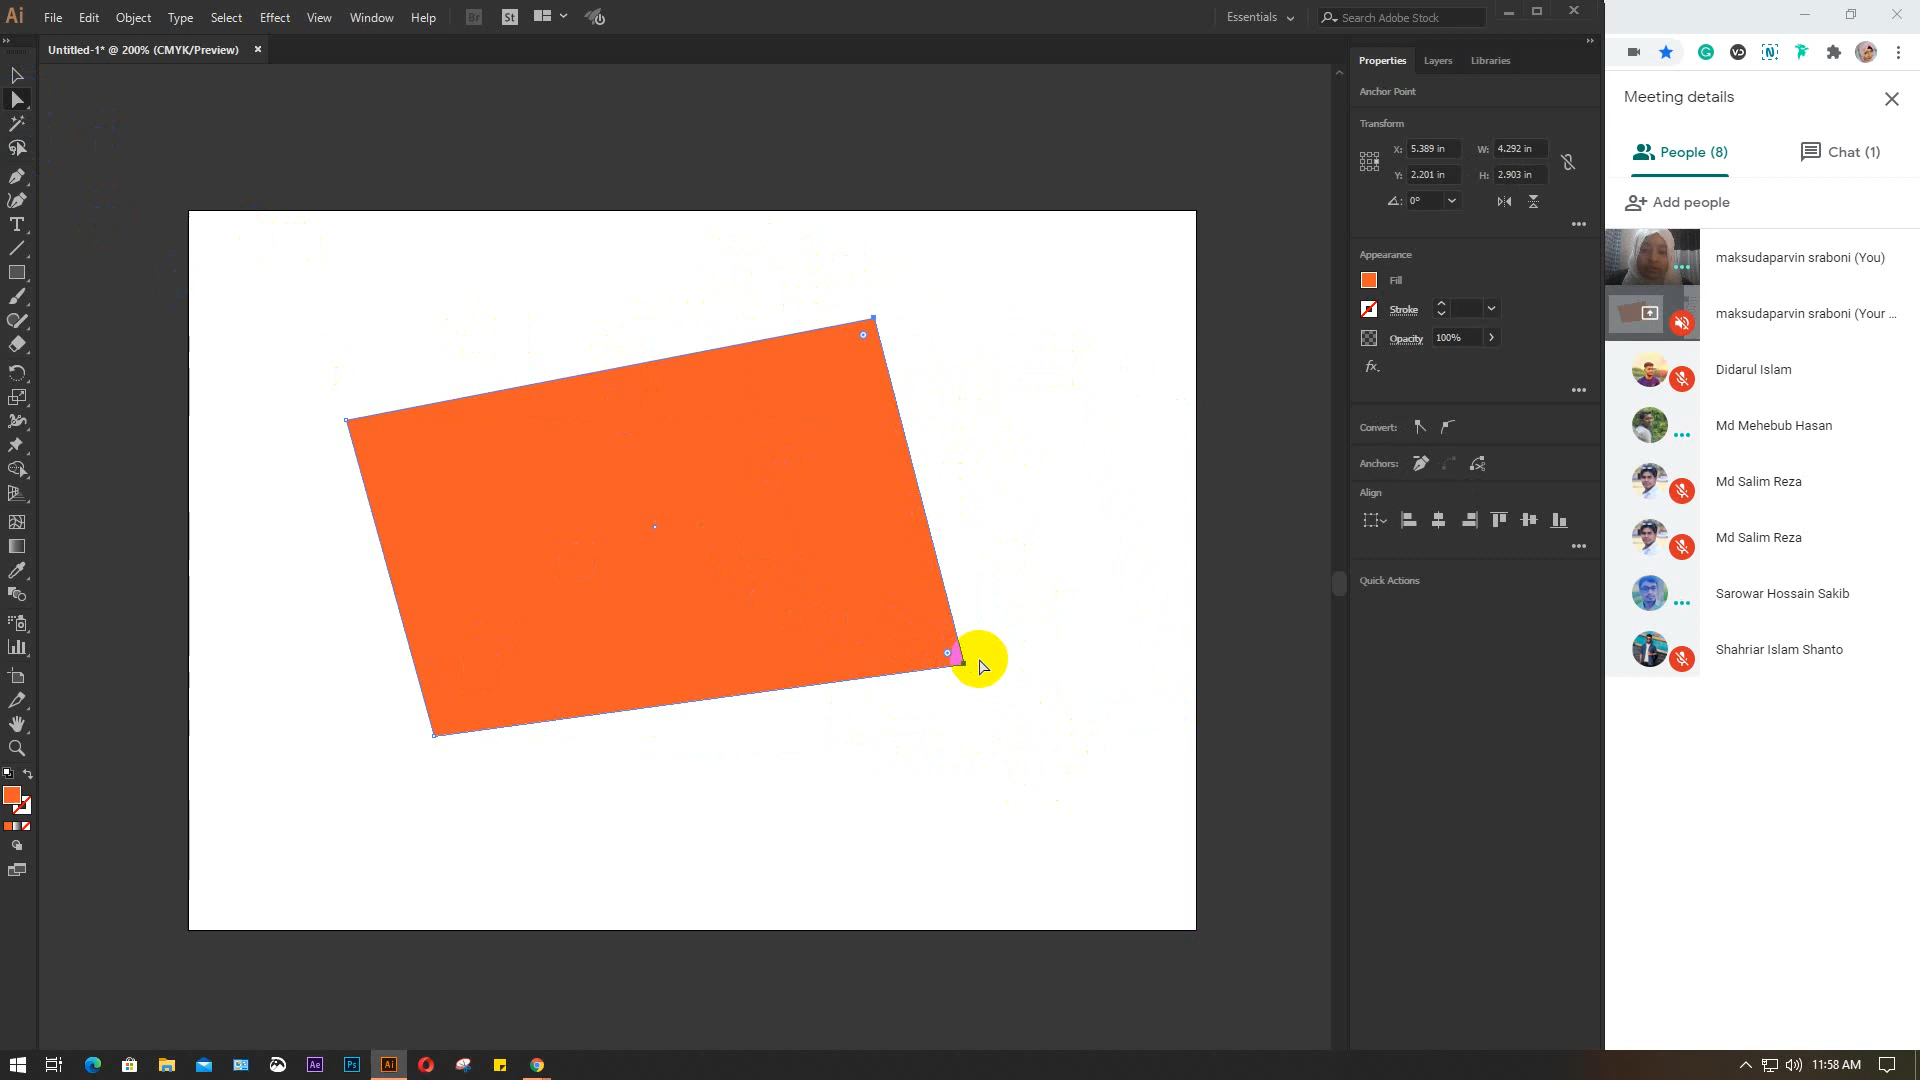 Ai File Edit Object Type Select Effect View Window Help Br St Essentials Search Adobe Stock
Untitled-1* @ 200% (CMYK/Preview) ×
Properties Layers Libraries
Anchor Point
Transform
X: 5.389 in W: 4.292 in
Y: 2.201 in H: 2.903 in
0°
Appearance
Fill
Stroke
Opacity 100%
fx.
Convert:
Anchors:
Align
Quick Actions
Meeting details
People (8) Chat (1)
Add people
maksudaparvin sraboni (You)
maksudaparvin sraboni (Your ...
Didarul Islam
Md Mehebub Hasan
Md Salim Reza
Md Salim Reza
Sarowar Hossain Sakib
Shahriar Islam Shanto
Ae Ps Ai 11:58 AM